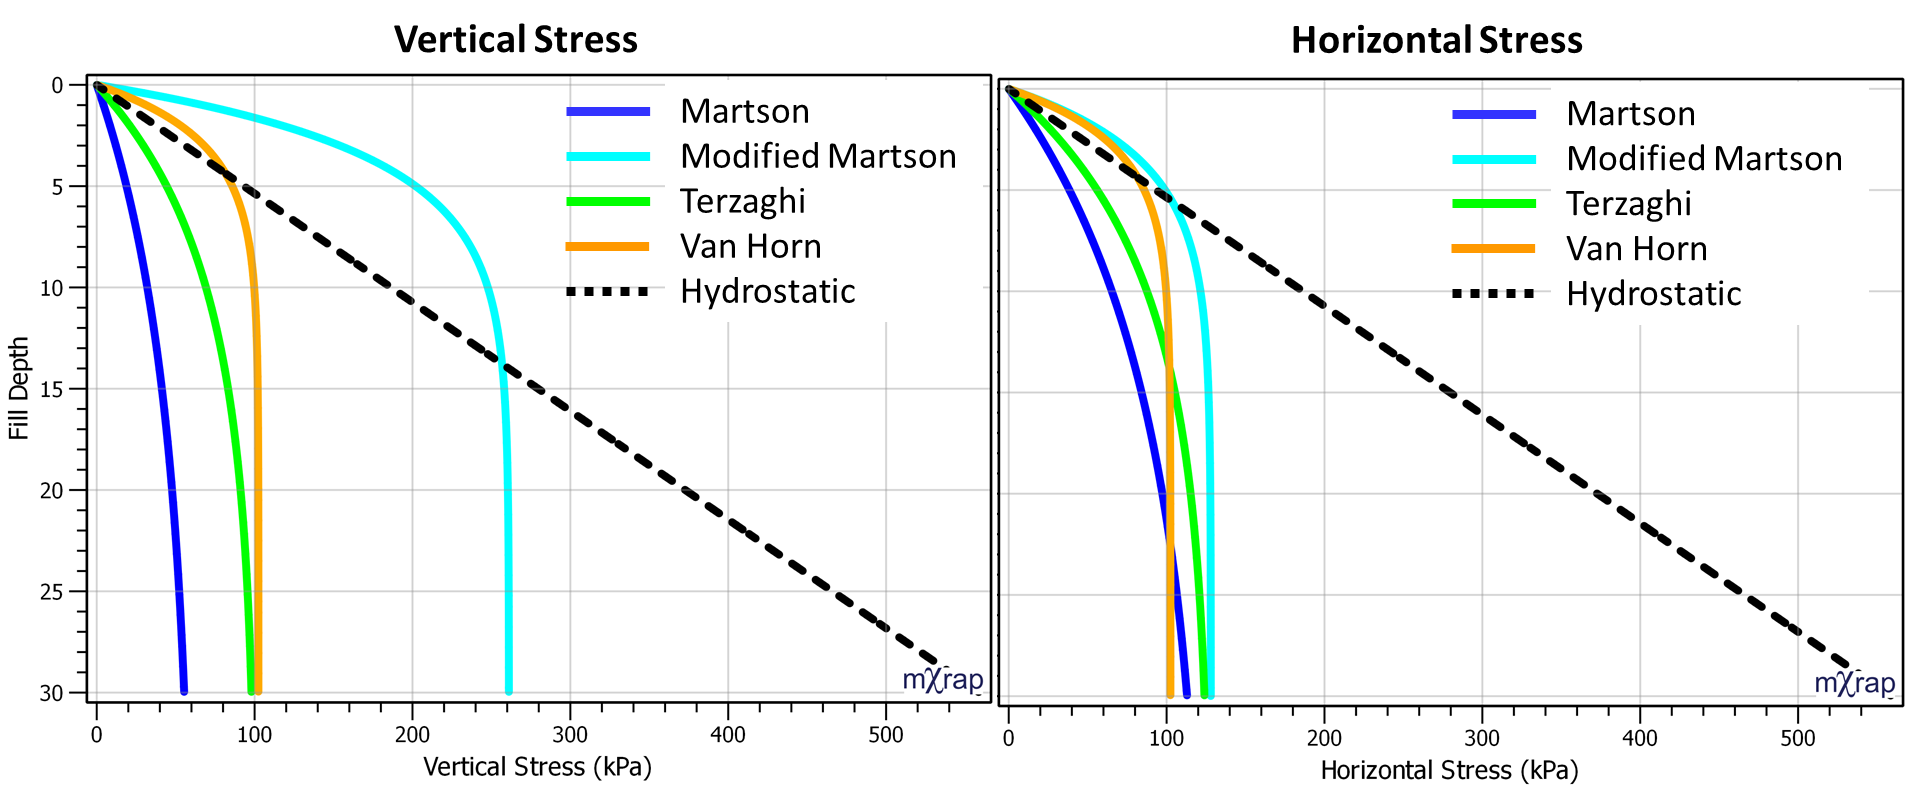 Vertical Stress
Martson
Modified Martson
Terzaghi
Van Horn
Hydrostatic
0
5
10
15
20
25
30
Fill Depth
mχrap
0 100 200 300 400 500
Vertical Stress (kPa)
Horizontal Stress
Martson
Modified Martson
Terzaghi
Van Horn
Hydrostatic
mχrap
0 100 200 300 400 500
Horizontal Stress (kPa)